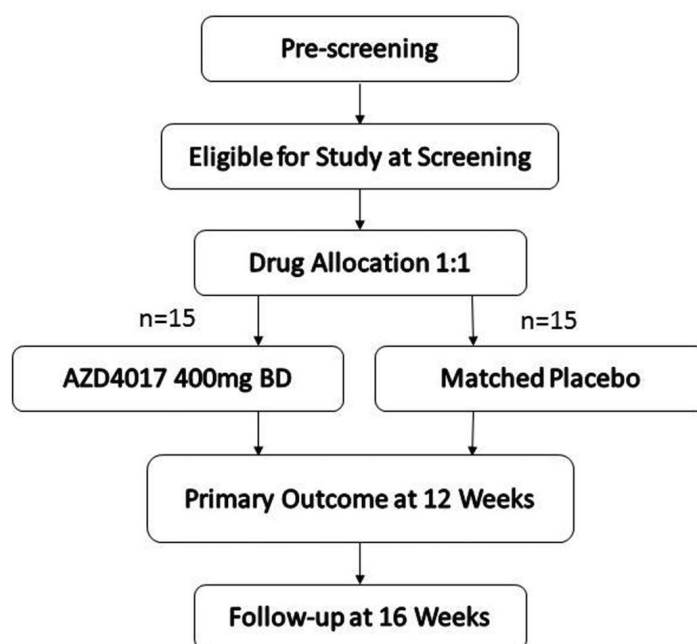 Pre-screening
Eligible for Study at Screening
Drug Allocation 1:1
n=15
n=15
AZD4017 400mg BD
Matched Placebo
Primary Outcome at 12 Weeks
Follow-up at 16 Weeks